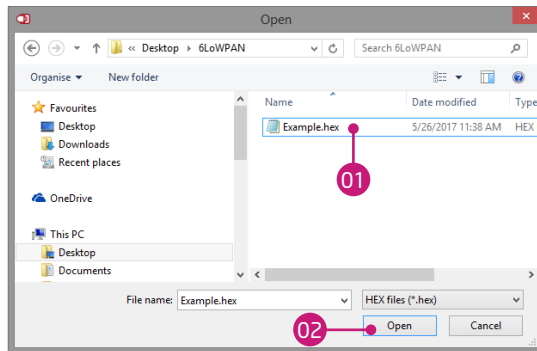 Open
« Desktop 6LoWPAN
Search 6LoWPAN
Organise
New folder
Favourites
Desktop
Downloads
Recent places
OneDrive
This PC
Desktop
Documents
Name
Date modified
Type
Example.hex
5/26/2017 11:38 AM
HEX
01
File name:
Example.hex
HEX files (*.hex)
02
Open
Cancel